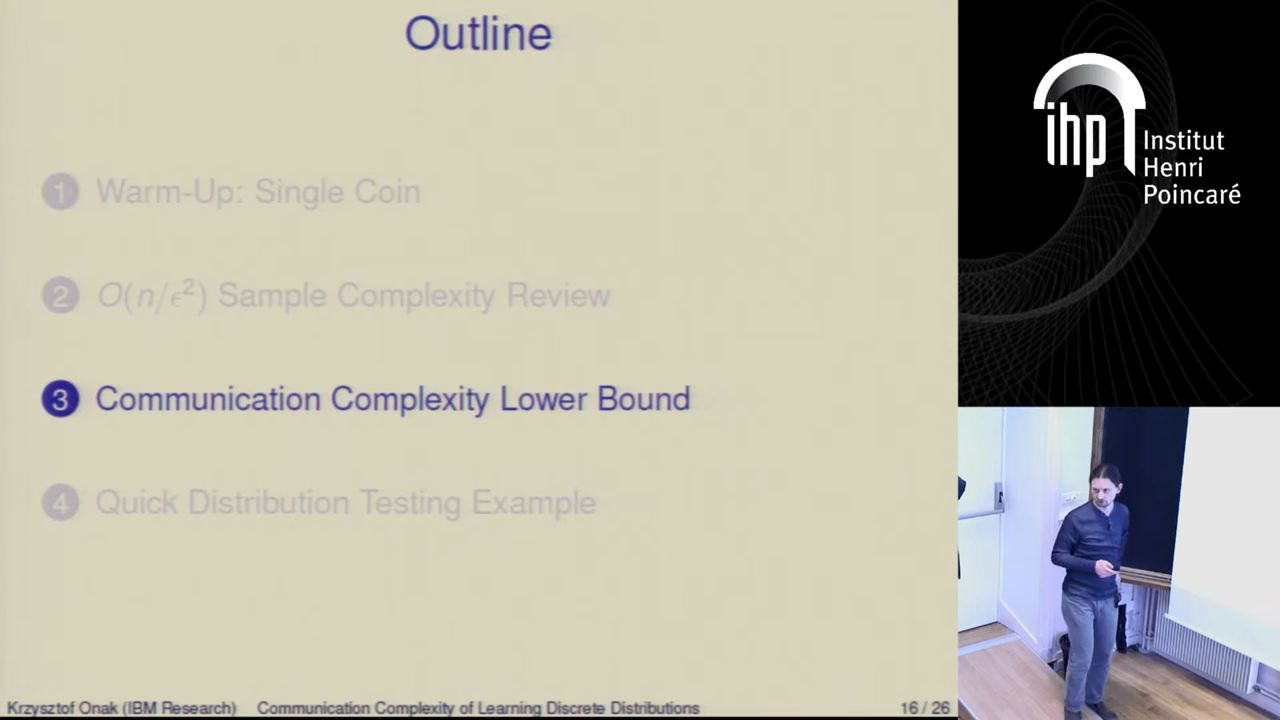 Outline
1 Warm-Up: Single Coin
2 O(n/ϵ²) Sample Complexity Review
3 Communication Complexity Lower Bound
4 Quick Distribution Testing Example
Krzysztof Onak (IBM Research) Communication Complexity of Learning Discrete Distributions 16 / 26
ihp Institut
Henri
Poincaré